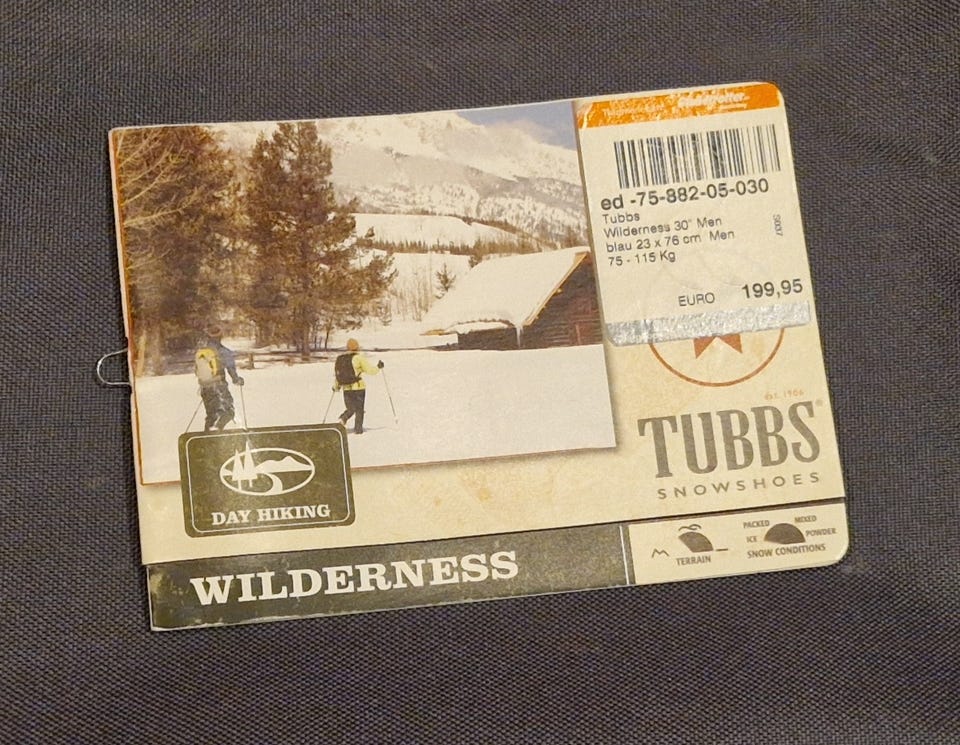 ed -75-882-05-030
Tubbs
Wilderness 30" Men
blau 23 x 76 cm Men
75 - 115 Kg
EURO 199,95
est. 1906
TUBBS®
SNOWSHOES
DAY HIKING
WILDERNESS
TERRAIN
ICE PACKED MIXED POWDER
SNOW CONDITIONS